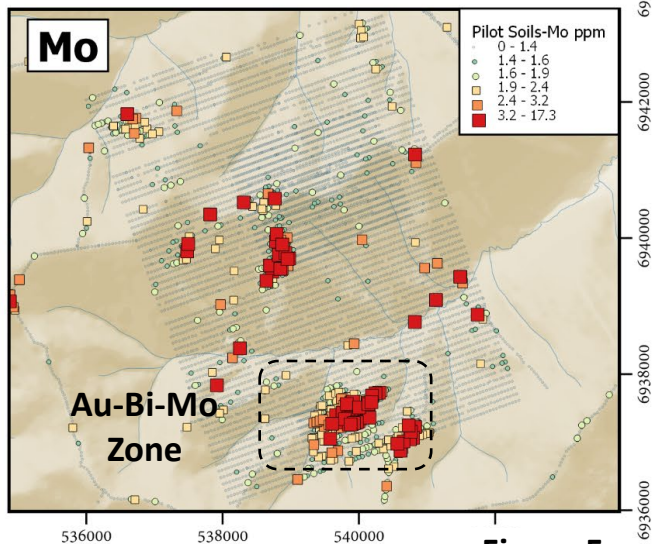 Mo
Pilot Soils-Mo ppm
0 - 1.4
1.4 - 1.6
1.6 - 1.9
1.9 - 2.4
2.4 - 3.2
3.2 - 17.3
6942000
6940000
6938000
6936000
Au-Bi-Mo
Zone
536000
538000
540000